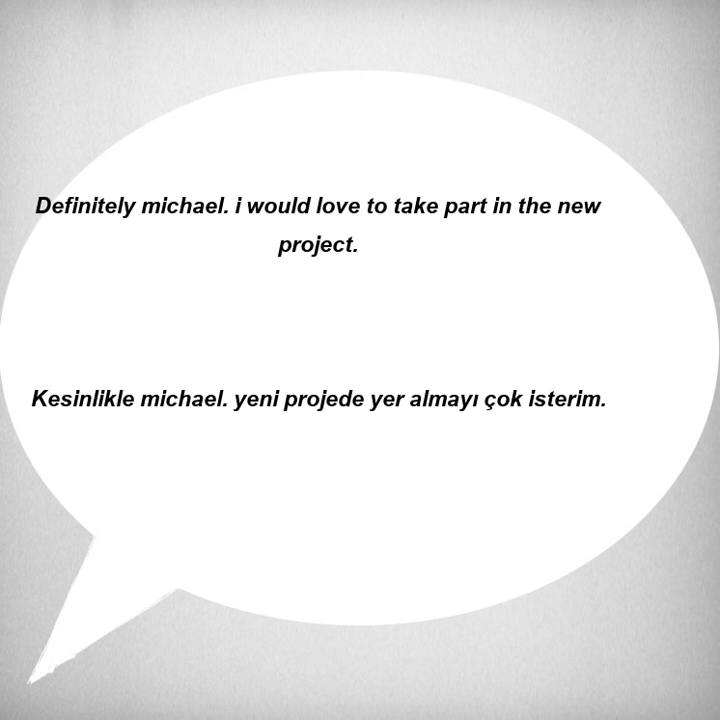 Definitely michael. i would love to take part in the new
project.
Kesinlikle michael. yeni projede yer almayı çok isterim.